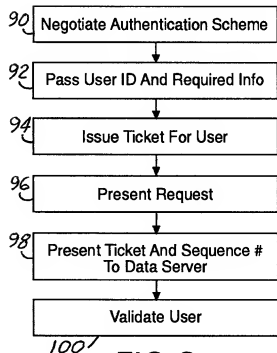 90
Negotiate Authentication Scheme
92
Pass User ID And Required Info
94
Issue Ticket For User
96
Present Request
98
Present Ticket And Sequence #
To Data Server
Validate User
100